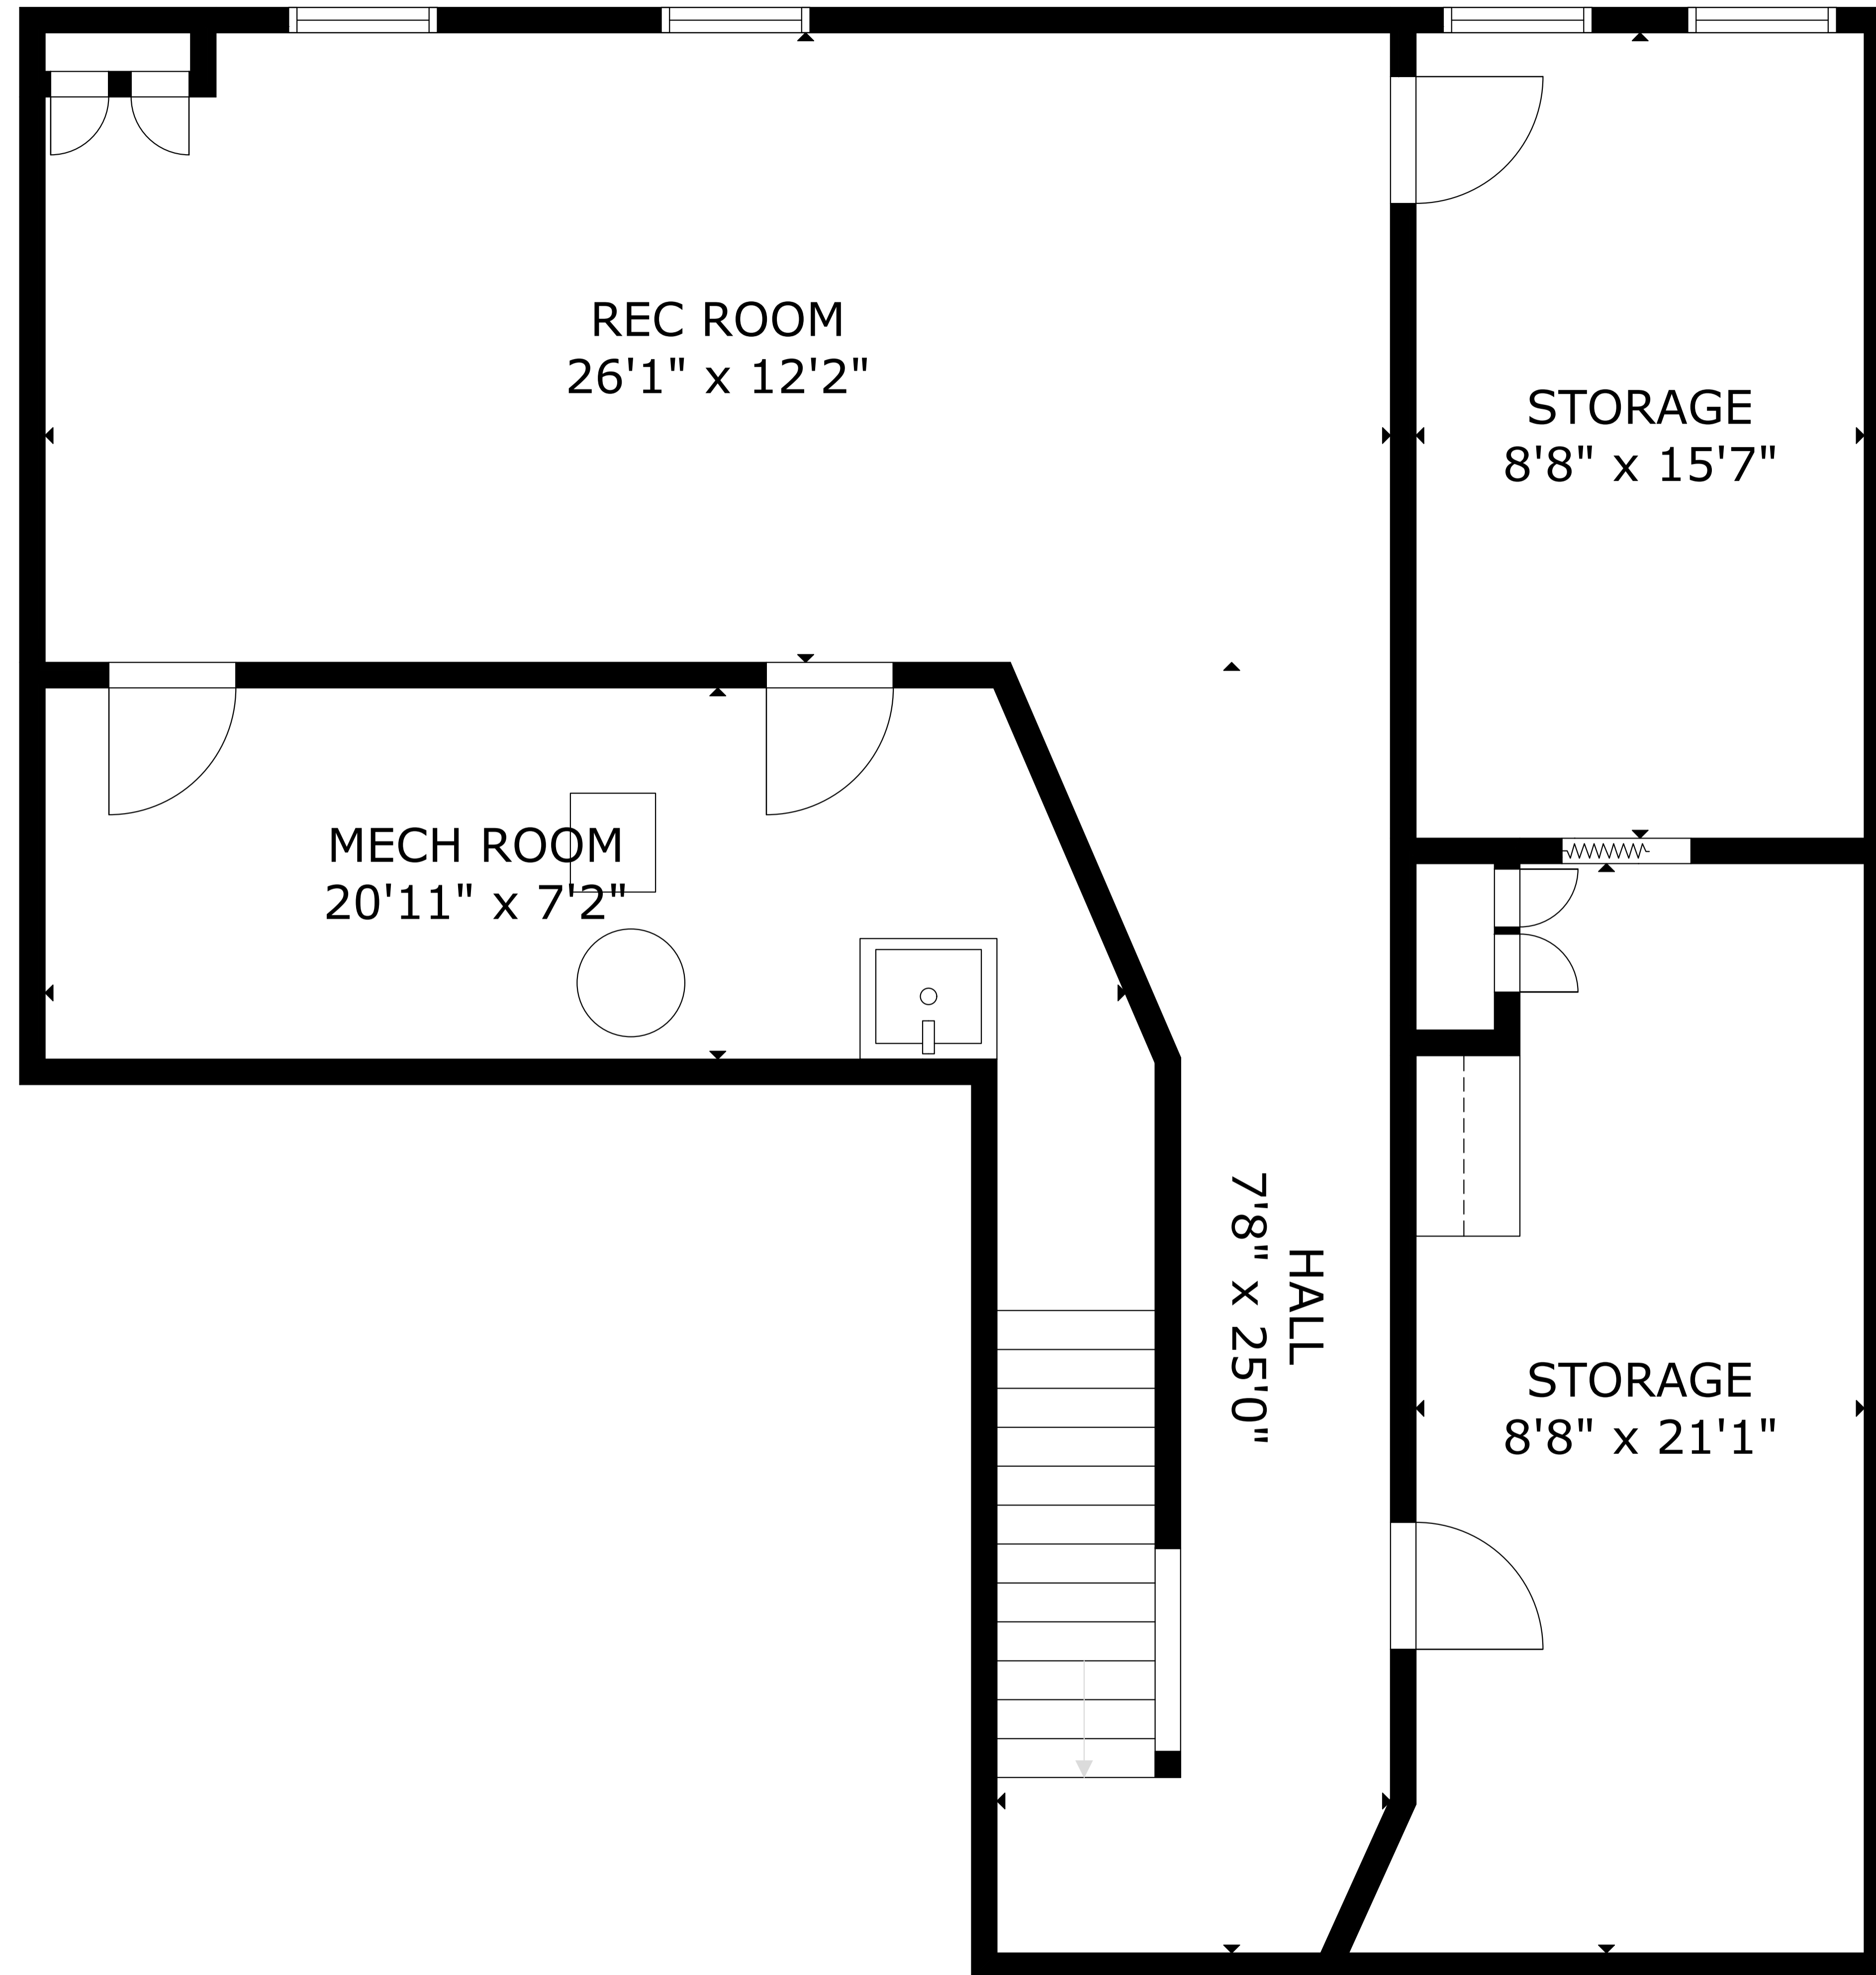 REC ROOM
26'1" x 12'2"
STORAGE
8'8" x 15'7"
MECH ROOM
20'11" x 7'2"
HALL
7'8" x 25'0"
STORAGE
8'8" x 21'1"